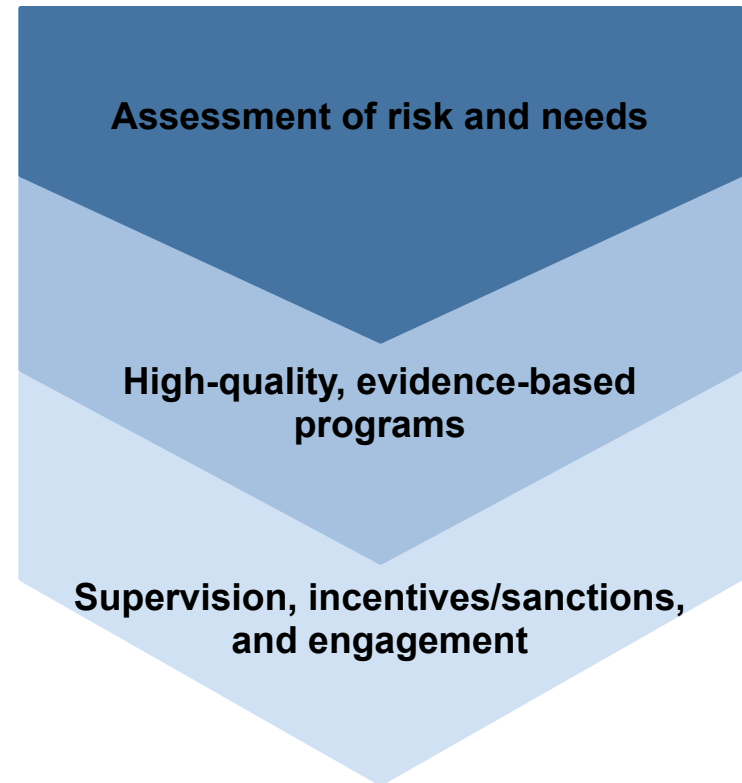 Assessment of risk and needs
High-quality, evidence-based
programs
Supervision, incentives/sanctions,
and engagement